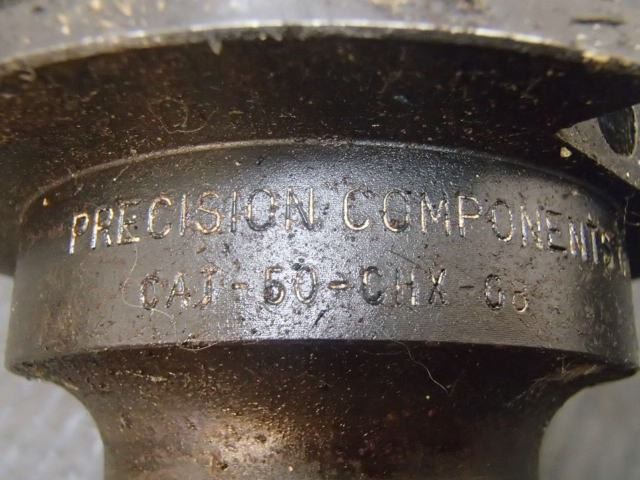 PRECISION COMPONENTS
CAT-50-CHX-